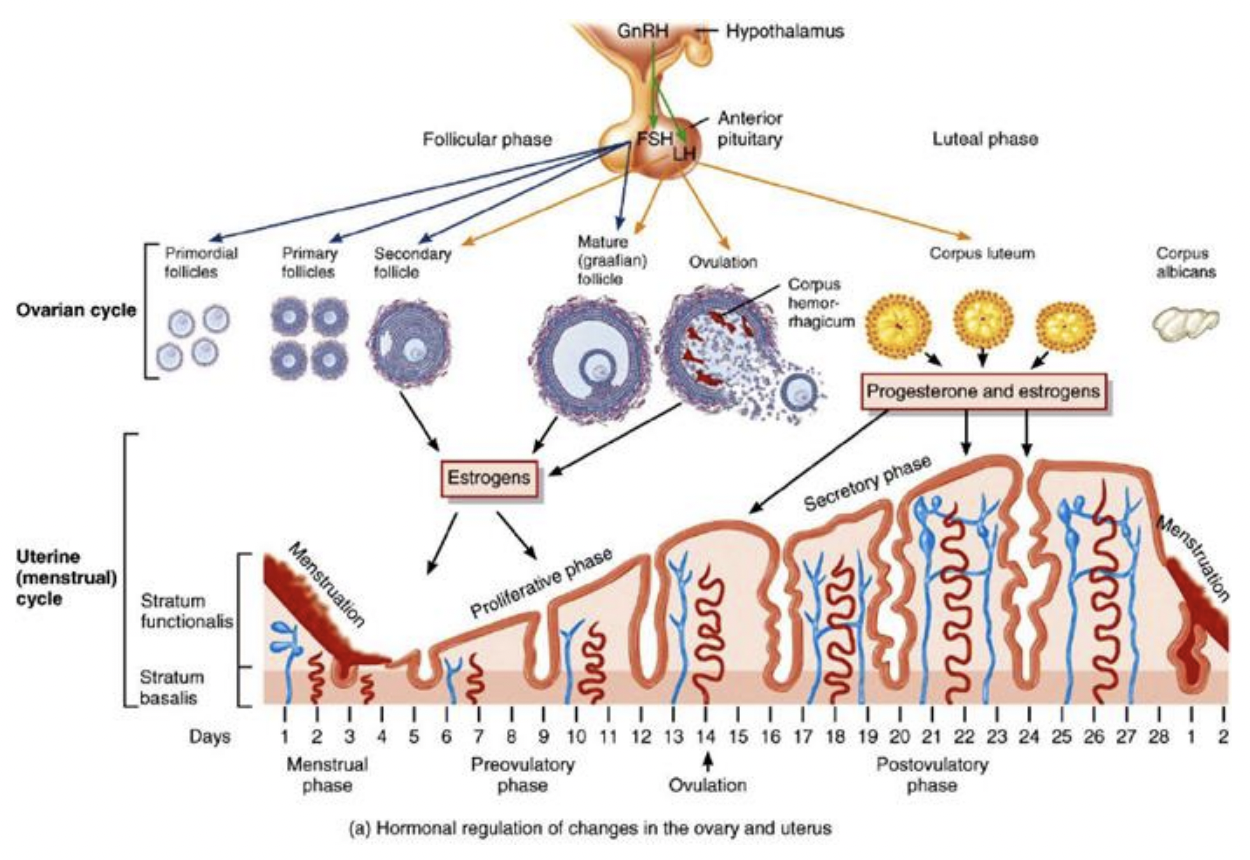 GnRH
Hypothalamus
Anterior
pituitary
FSH
LH
Follicular phase
Luteal phase
Ovarian cycle
Primordial
follicles
Primary
follicles
Secondary
follicle
Mature
(graafian)
follicle
Ovulation
Corpus
hemor-
rhagicum
Corpus luteum
Corpus
albicans
Progesterone and estrogens
Estrogens
Uterine
(menstrual)
cycle
Stratum
functionalis
Stratum
basalis
Menstruation
Proliferative phase
Secretory phase
Menstruation
Days 1 2 3 4 5 6 7 8 9 10 11 12 13 14 15 16 17 18 19 20 21 22 23 24 25 26 27 28 1 2
Menstrual
phase
Preovulatory
phase
Ovulation
Postovulatory
phase
(a) Hormonal regulation of changes in the ovary and uterus